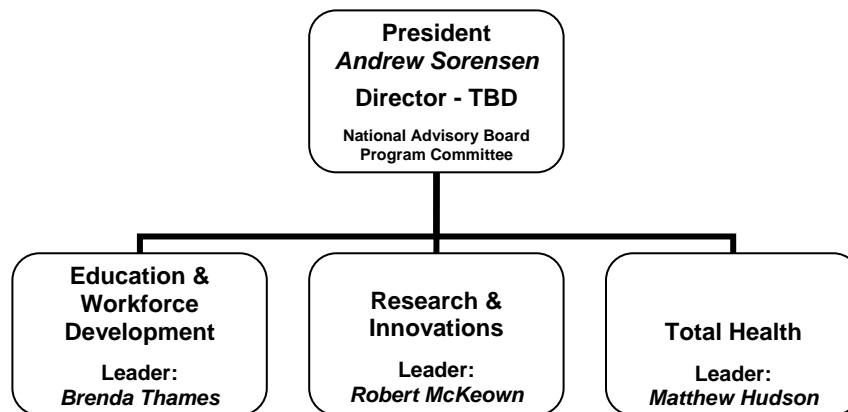 President
Andrew Sorensen
Director - TBD
National Advisory Board
Program Committee
Education &
Workforce
Development
Leader:
Brenda Thames
Research &
Innovations
Leader:
Robert McKeown
Total Health
Leader:
Matthew Hudson